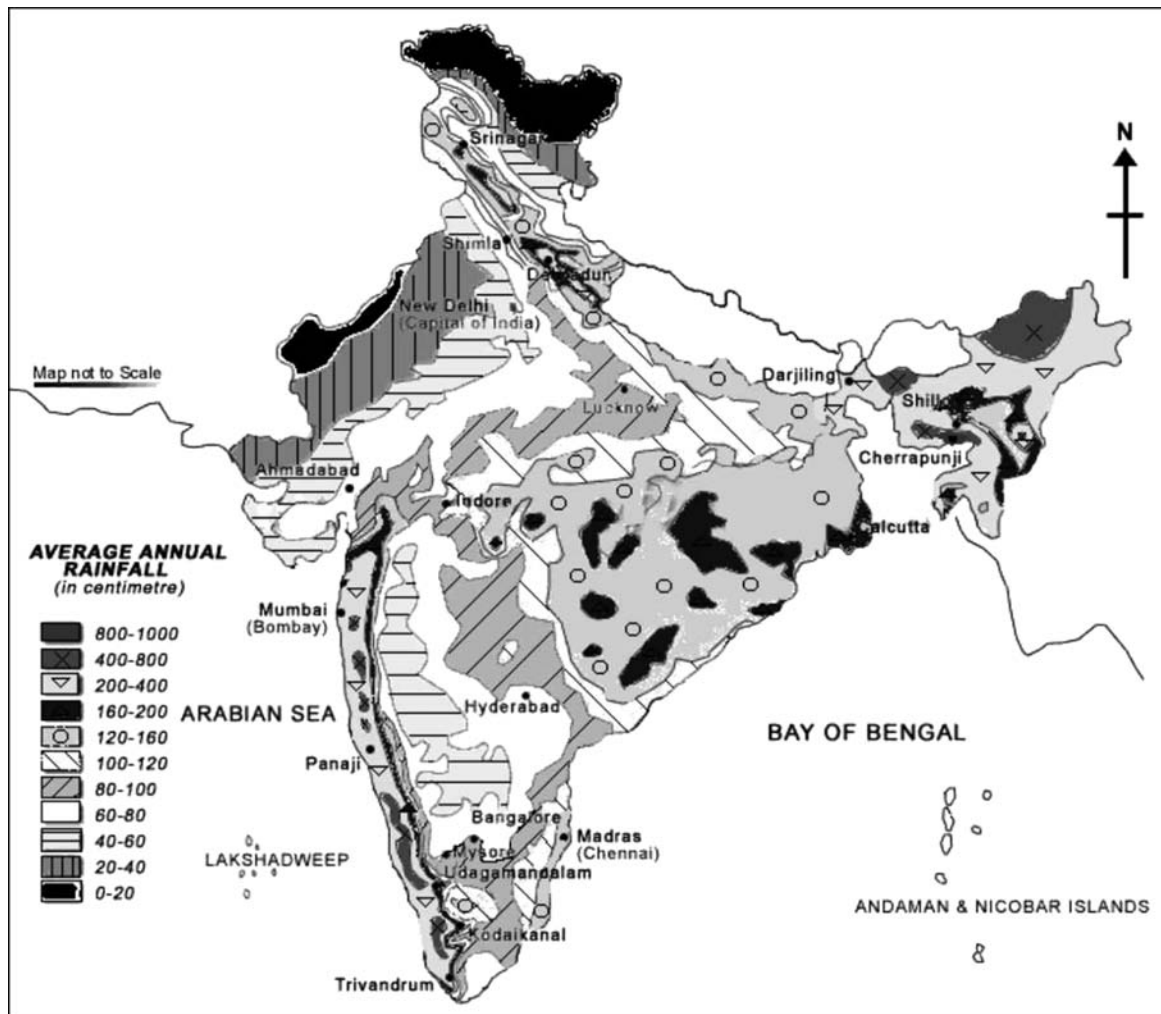 N
Srinagar
Shimla
Dehradun
New Delhi
(Capital of India)
Map not to Scale
Darjiling
Lucknow
Shillong
Ahmadabad
Cherrapunji
Indore
Calcutta
AVERAGE ANNUAL
RAINFALL
(in centimetre)
Mumbai
(Bombay)
800-1000
400-800
200-400
160-200
120-160
100-120
80-100
60-80
40-60
20-40
0-20
ARABIAN SEA
Hyderabad
BAY OF BENGAL
Panaji
Bangalore
Madras
(Chennai)
Mysore
LAKSHADWEEP
Udagamandalam
ANDAMAN & NICOBAR ISLANDS
Kodaikanal
Trivandrum